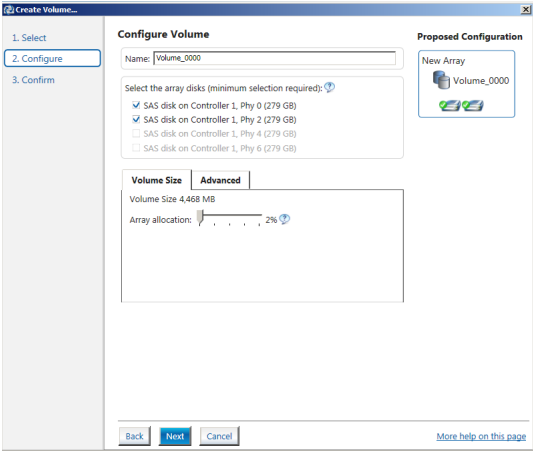 Create Volume...
1. Select
2. Configure
3. Confirm
Configure Volume
Name: Volume_0000
Select the array disks (minimum selection required):
SAS disk on Controller 1, Phy 0 (279 GB)
SAS disk on Controller 1, Phy 2 (279 GB)
SAS disk on Controller 1, Phy 4 (279 GB)
SAS disk on Controller 1, Phy 6 (279 GB)
Volume Size Advanced
Volume Size 4,468 MB
Array allocation: 2%
Proposed Configuration
New Array
Volume_0000
Back Next Cancel
More help on this page